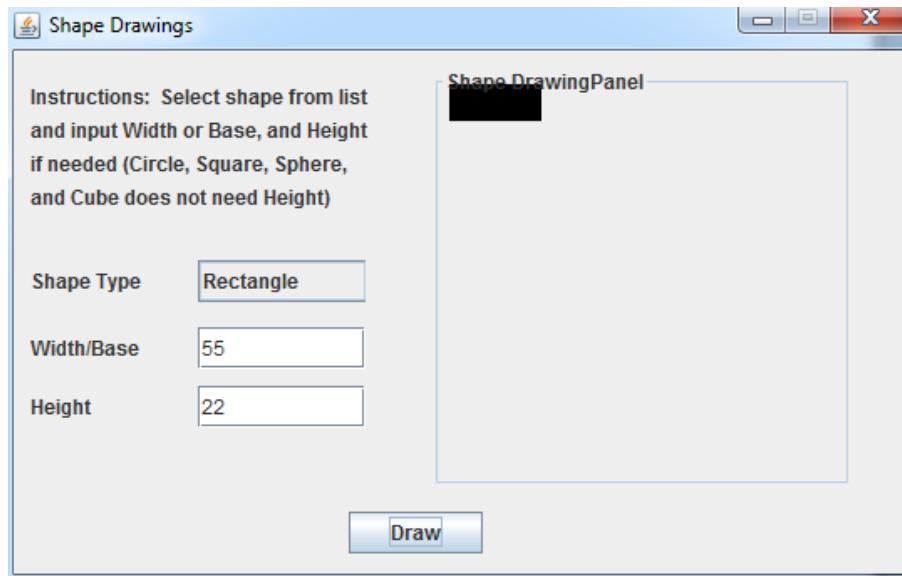 Shape Drawings
Instructions:  Select shape from list
and input Width or Base, and Height
if needed (Circle, Square, Sphere,
and Cube does not need Height)
Shape Type
Rectangle
Width/Base
55
Height
22
Shape DrawingPanel
Draw